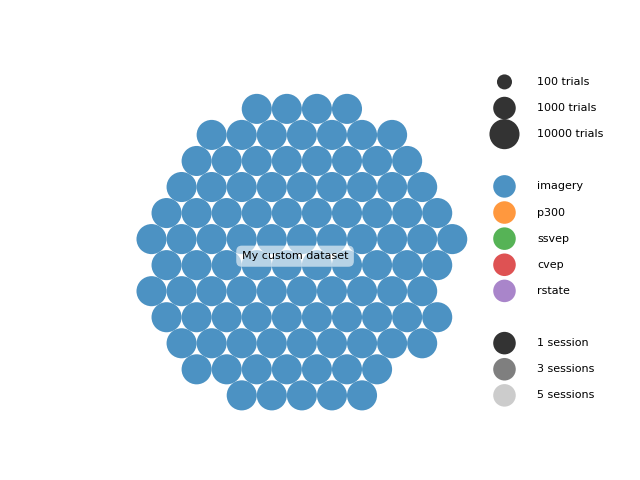 My custom dataset
100 trials
1000 trials
10000 trials
imagery
p300
ssvep
cvep
rstate
1 session
3 sessions
5 sessions